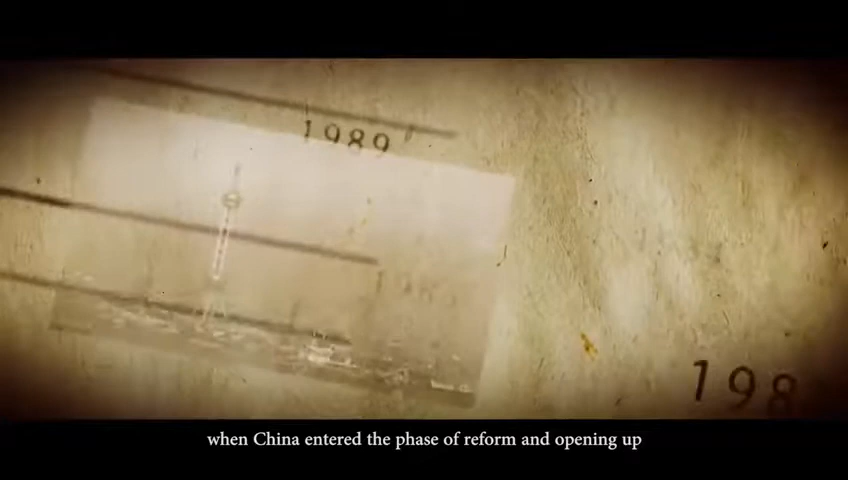 1989
198
when China entered the phase of reform and opening up